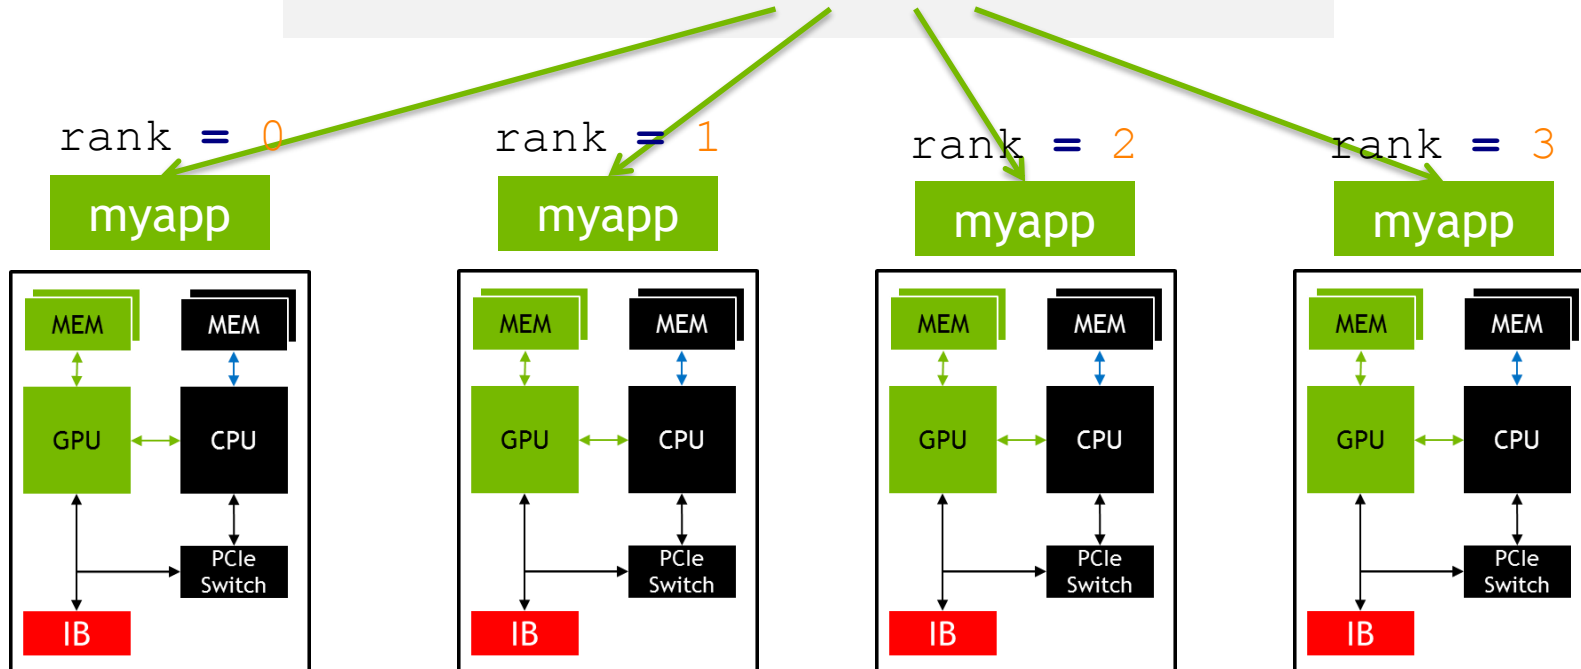 rank = 0
rank = 1
rank = 2
rank = 3
myapp
myapp
myapp
myapp
MEM
MEM
MEM
MEM
MEM
MEM
MEM
MEM
GPU
CPU
GPU
CPU
GPU
CPU
GPU
CPU
PCIe
Switch
PCIe
Switch
PCIe
Switch
PCIe
Switch
IB
IB
IB
IB